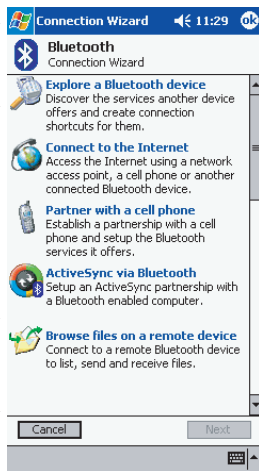 Connection Wizard 11:29 ok
Bluetooth
Connection Wizard
Explore a Bluetooth device
Discover the services another device
offers and create connection
shortcuts for them.
Connect to the Internet
Access the Internet using a network
access point, a cell phone or another
connected Bluetooth device.
Partner with a cell phone
Establish a partnership with a cell
phone and setup the Bluetooth
services it offers.
ActiveSync via Bluetooth
Setup an ActiveSync partnership with
a Bluetooth enabled computer.
Browse files on a remote device
Connect to a remote Bluetooth device
to list, send and receive files.
Cancel Next